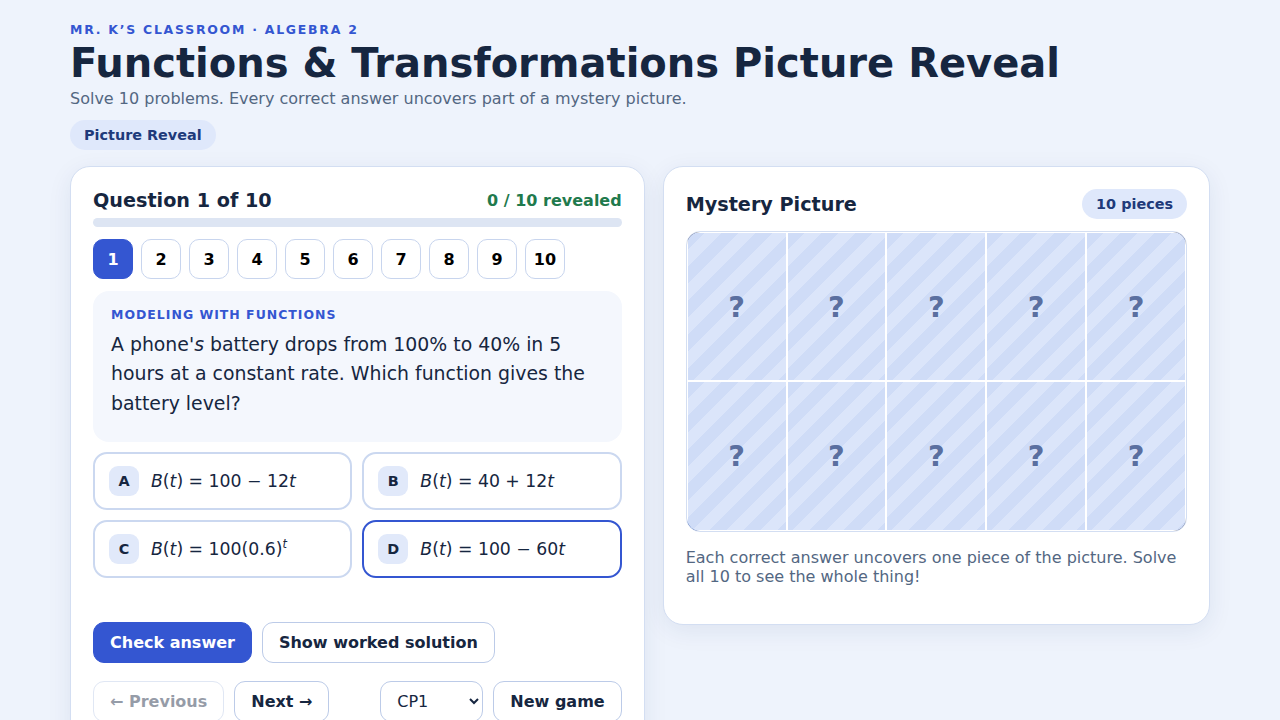 MR. K’S CLASSROOM · ALGEBRA 2
Functions & Transformations Picture Reveal
Solve 10 problems. Every correct answer uncovers part of a mystery picture.
Picture Reveal
Question 1 of 10
0 / 10 revealed
1 2 3 4 5 6 7 8 9 10
MODELING WITH FUNCTIONS
A phone's battery drops from 100% to 40% in 5
hours at a constant rate. Which function gives the
battery level?
A B(t) = 100 − 12t
B B(t) = 40 + 12t
C B(t) = 100(0.6)^t
D B(t) = 100 − 60t
Check answer
Show worked solution
← Previous
Next →
CP1
New game
Mystery Picture
10 pieces
? ? ? ? ?
? ? ? ? ?
Each correct answer uncovers one piece of the picture. Solve
all 10 to see the whole thing!